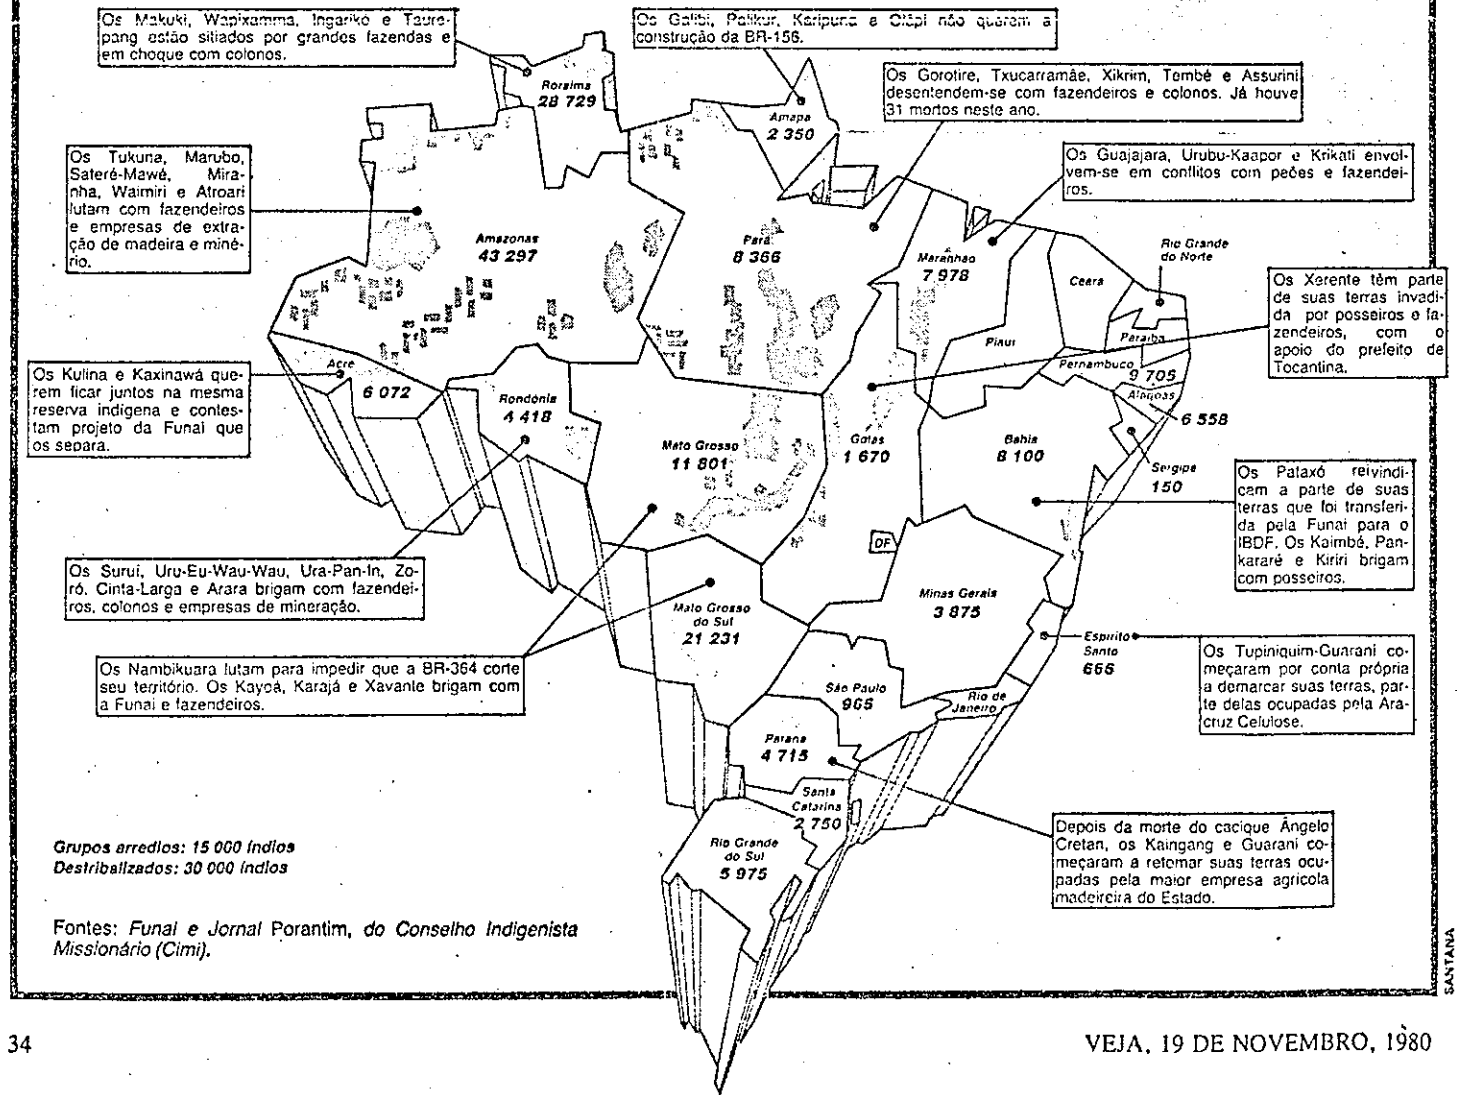 Os Makuki, Wapixamma, Ingarikó e Taure-
pang estão sitiados por grandes fazendas e
em choque com colonos.
Os Galibi, Palikur, Karipuna e Oiapi não querem a
construção da BR-156.
Os Gorotire, Txucarramãe, Xikrim, Tembé e Assurini
desentendem-se com fazendeiros e colonos. Já houve
31 mortos neste ano.
Os Tukuna, Marubo,
Sateré-Mawé, Mira-
nha, Waimiri e Atroari
lutam com fazendeiros
e empresas de extra-
ção de madeira e miné-
rio.
Os Guajajara, Urubu-Kaapor e Krikati envol-
vem-se em conflitos com peões e fazendei-
ros.
Roraima
28 729
Amapa
2 350
Amazonas
43 297
Pará
8 366
Maranhão
7 978
Ceara
Rio Grande
do Norte
Piauí
Paraíba
Pernambuco
9 705
Alagoas
6 558
Sergipe
150
Os Xerente têm parte
de suas terras invadi-
da por posseiros e fa-
zendeiros, com o
apoio do prefeito de
Tocantina.
Os Kulina e Kaxinawá que-
rem ficar juntos na mesma
reserva indígena e contes-
tam projeto da Funai que
os separa.
Acre
6 072
Rondônia
4 418
Mato Grosso
11 801
Goias
1 670
Bahia
8 100
DF
Os Pataxó reivindi-
cam a parte de suas
terras que foi transferi-
da pela Funai para o
IBDF. Os Kaimbé, Pan-
kararé e Kiriri brigam
com posseiros.
Os Suruí, Uru-Eu-Wau-Wau, Ura-Pan-In, Zo-
ró, Cinta-Larga e Arara brigam com fazendei-
ros, colonos e empresas de mineração.
Mato Grosso
do Sul
21 231
Minas Gerais
3 875
Espírito
Santo
665
Os Nambikuara lutam para impedir que a BR-364 corte
seu território. Os Kayoá, Karajá e Xavante brigam com
a Funai e fazendeiros.
Os Tupiniquim-Guarani co-
meçaram por conta própria
a demarcar suas terras, par-
te delas ocupadas pela Ara-
cruz Celulose.
São Paulo
965
Rio de
Janeiro
Parana
4 715
Santa
Catarina
2 750
Rio Grande
do Sul
5 975
Depois da morte do cacique Ângelo
Cretan, os Kaingang e Guarani co-
meçaram a retomar suas terras ocu-
padas pela maior empresa agricola
madeireira do Estado.
Grupos arredios: 15 000 índios
Destribalizados: 30 000 índios
Fontes: Funai e Jornal Porantim, do Conselho Indigenista
Missionário (Cimi).
SANTANA
34
VEJA, 19 DE NOVEMBRO, 1980